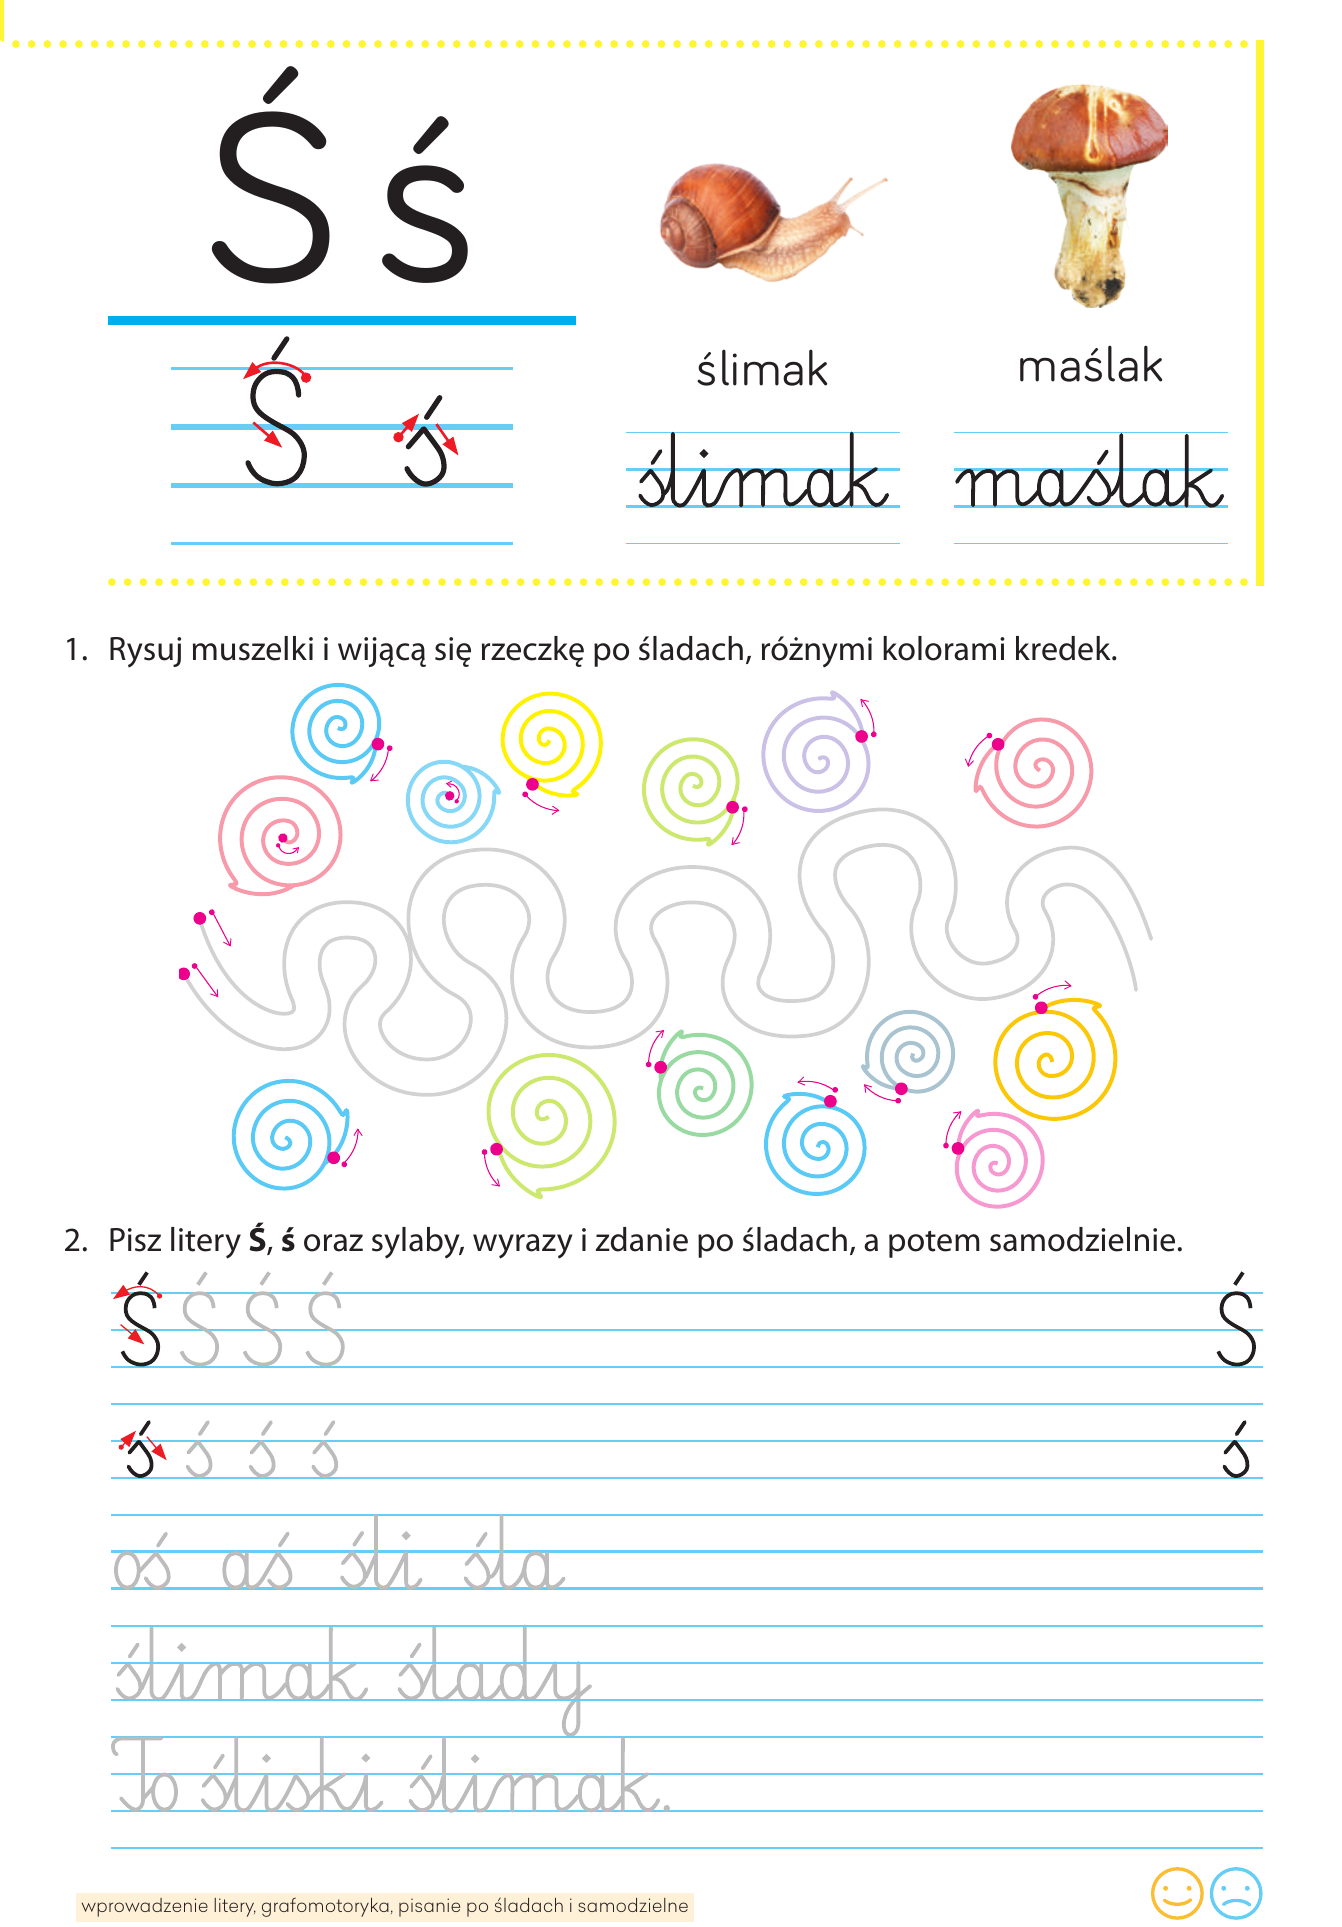 Ś ś
Ś ś
ślimak
maślak
ślimak
maślak
1. Rysuj muszelki i wijącą się rzeczkę po śladach, różnymi kolorami kredek.
2. Pisz litery Ś, ś oraz sylaby, wyrazy i zdanie po śladach, a potem samodzielnie.
Ś Ś Ś Ś Ś
ś ś ś ś ś
oś aś śli śla
ślimak ślady
To śliski ślimak.
wprowadzenie litery, grafomotoryka, pisanie po śladach i samodzielne